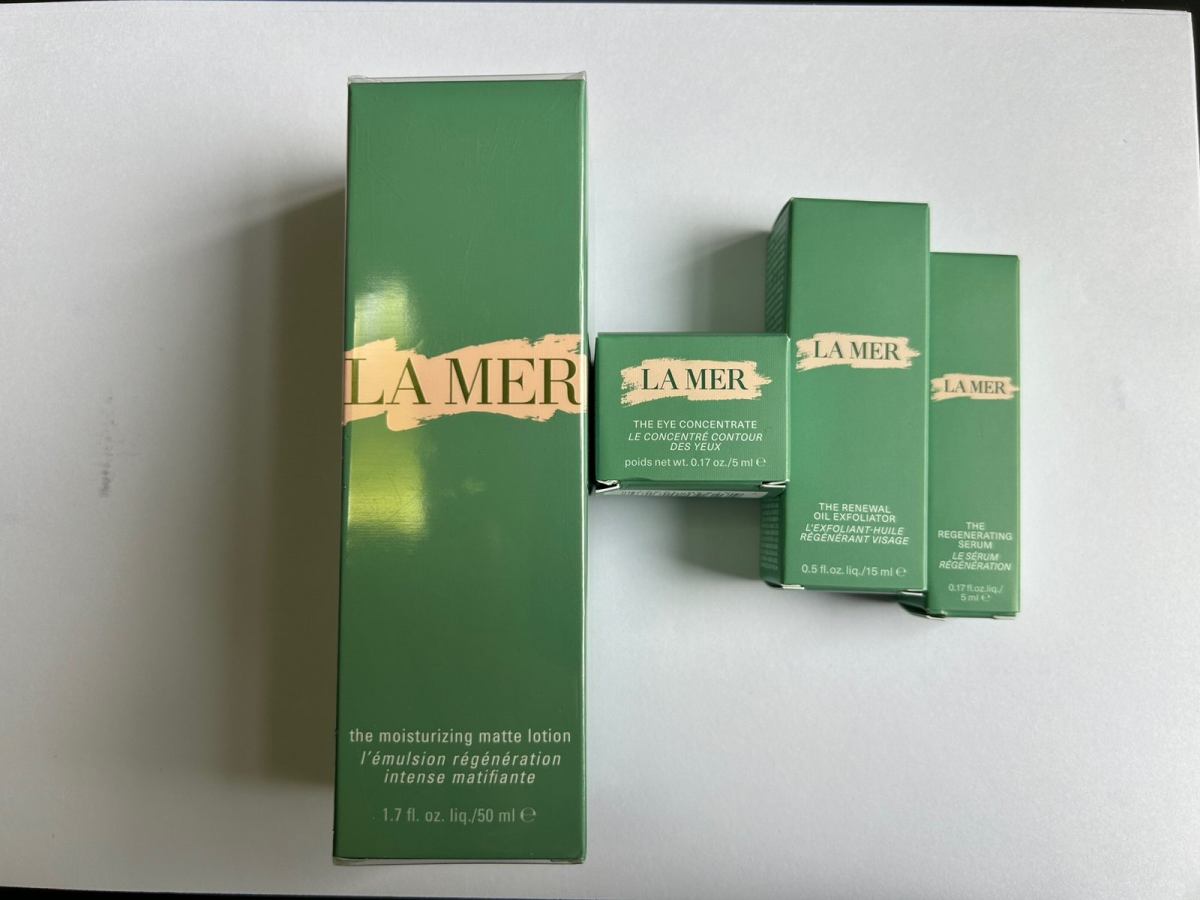 LA MER
the moisturizing matte lotion
l'émulsion régénération
intense matifiante
1.7 fl. oz. liq./50 ml ℮
LA MER
THE EYE CONCENTRATE
LE CONCENTRÉ CONTOUR
DES YEUX
poids net wt. 0.17 oz./5 ml ℮
LA MER
THE RENEWAL
OIL EXFOLIATOR
L'EXFOLIANT-HUILE
RÉGÉNÉRANT VISAGE
0.5 fl.oz. liq./15 ml ℮
LA MER
THE
REGENERATING
SERUM
LE SÉRUM
RÉGÉNÉRATION
0.17 fl.oz.liq./
5 ml ℮